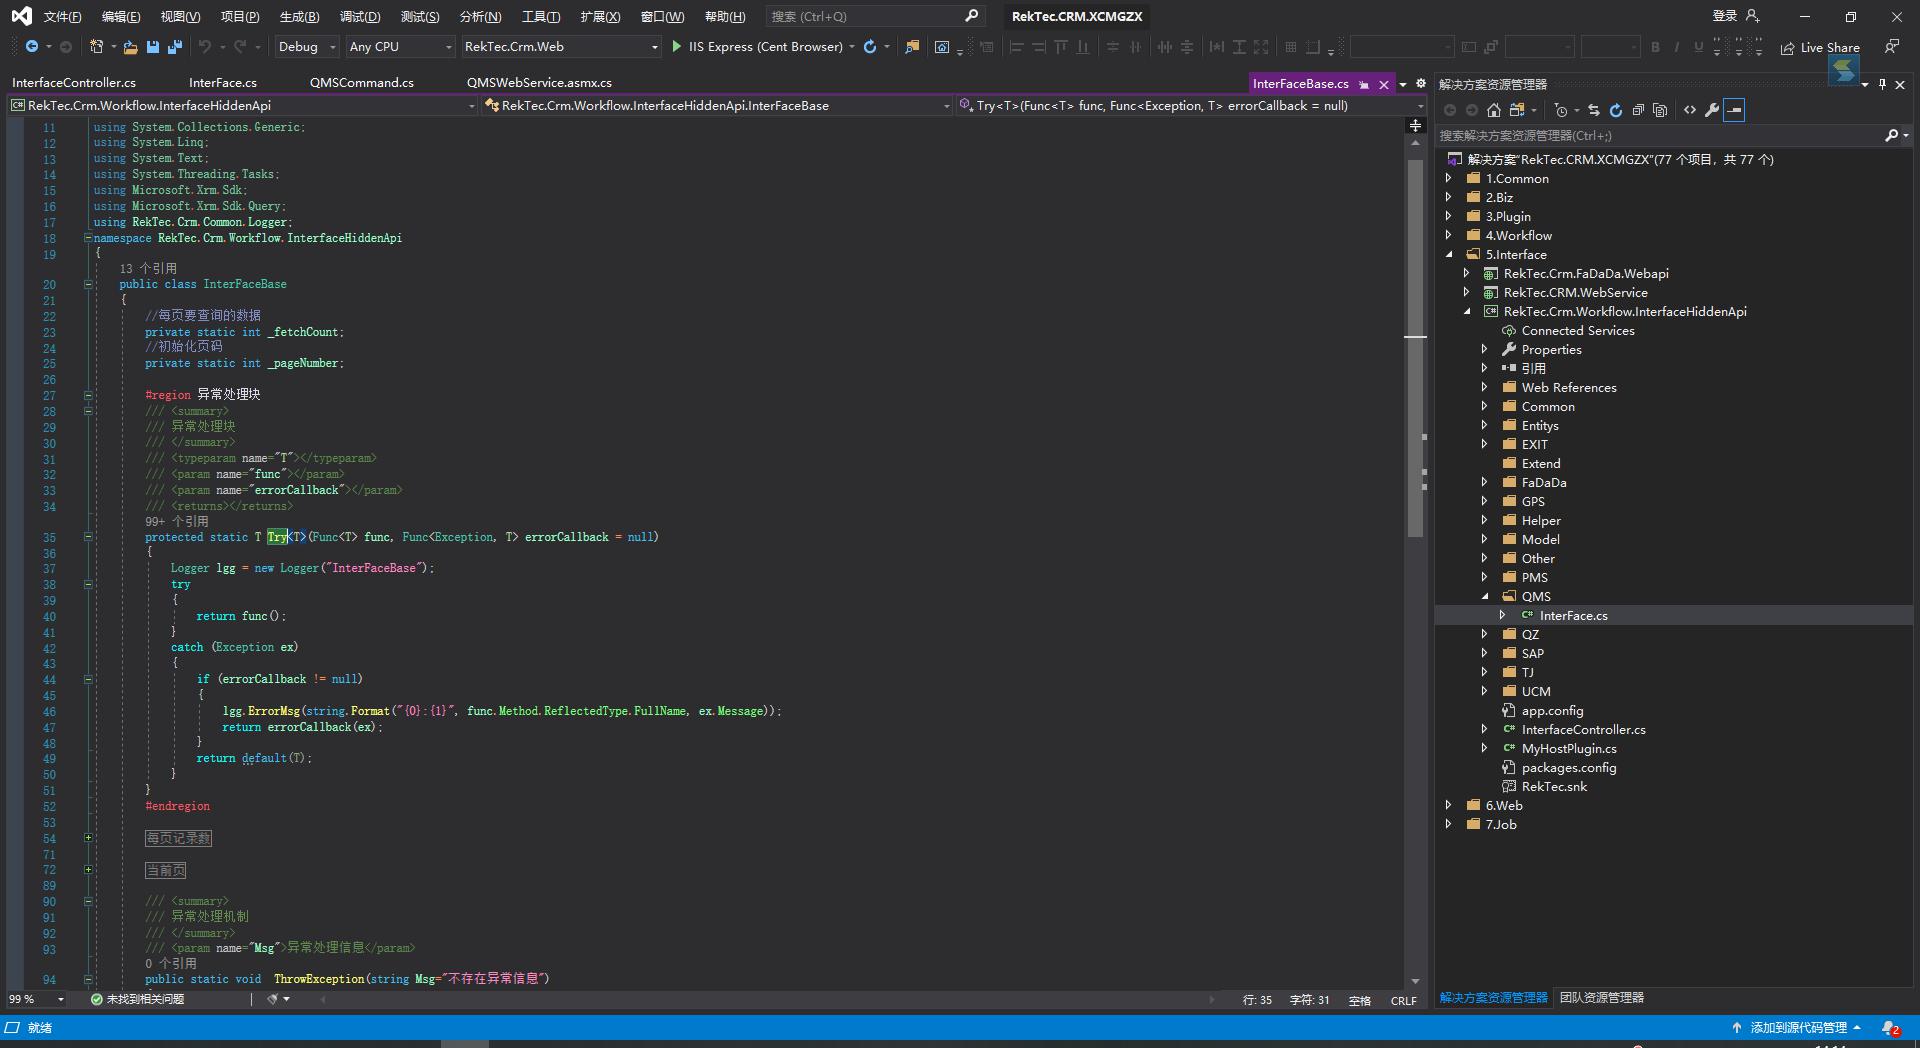 文件(F) 编辑(E) 视图(V) 项目(P) 生成(B) 调试(D) 测试(S) 分析(N) 工具(T) 扩展(X) 窗口(W) 帮助(H) 搜索 (Ctrl+Q) RekTec.CRM.XCMGZX 登录
Debug Any CPU RekTec.Crm.Web IIS Express (Cent Browser) B I U Live Share
InterfaceController.cs InterFace.cs QMSCommand.cs QMSWebService.asmx.cs InterFaceBase.cs
RekTec.Crm.Workflow.InterfaceHiddenApi RekTec.Crm.Workflow.InterfaceHiddenApi.InterFaceBase Try<T>(Func<T> func, Func<Exception, T> errorCallback = null)
11 using System.Collections.Generic;
12 using System.Linq;
13 using System.Text;
14 using System.Threading.Tasks;
15 using Microsoft.Xrm.Sdk;
16 using Microsoft.Xrm.Sdk.Query;
17 using RekTec.Crm.Common.Logger;
18 namespace RekTec.Crm.Workflow.InterfaceHiddenApi
19 {
13 个引用
20 public class InterFaceBase
21 {
22 //每页要查询的数据
23 private static int _fetchCount;
24 //初始化页码
25 private static int _pageNumber;
26
27 #region 异常处理块
28 /// <summary>
29 /// 异常处理块
30 /// </summary>
31 /// <typeparam name="T"></typeparam>
32 /// <param name="func"></param>
33 /// <param name="errorCallback"></param>
34 /// <returns></returns>
99+ 个引用
35 protected static T Try<T>(Func<T> func, Func<Exception, T> errorCallback = null)
36 {
37 Logger lgg = new Logger("InterFaceBase");
38 try
39 {
40 return func();
41 }
42 catch (Exception ex)
43 {
44 if (errorCallback != null)
45 {
46 lgg.ErrorMsg(string.Format("{0}:{1}", func.Method.ReflectedType.FullName, ex.Message));
47 return errorCallback(ex);
48 }
49 return default(T);
50 }
51 }
52 #endregion
53
54 每页记录数
71
72 当前页
89
90 /// <summary>
91 /// 异常处理机制
92 /// </summary>
93 /// <param name="Msg">异常处理信息</param>
0 个引用
94 public static void ThrowException(string Msg="不存在异常信息")
99 % 未找到相关问题 行: 35 字符: 31 空格 CRLF
解决方案资源管理器
搜索解决方案资源管理器(Ctrl+;)
解决方案"RekTec.CRM.XCMGZX"(77 个项目，共 77 个)
1.Common
2.Biz
3.Plugin
4.Workflow
5.Interface
RekTec.Crm.FaDaDa.Webapi
RekTec.CRM.WebService
RekTec.Crm.Workflow.InterfaceHiddenApi
Connected Services
Properties
引用
Web References
Common
Entitys
EXIT
Extend
FaDaDa
GPS
Helper
Model
Other
PMS
QMS
InterFace.cs
QZ
SAP
TJ
UCM
app.config
InterfaceController.cs
MyHostPlugin.cs
packages.config
RekTec.snk
6.Web
7.Job
解决方案资源管理器 团队资源管理器
就绪 添加到源代码管理 2